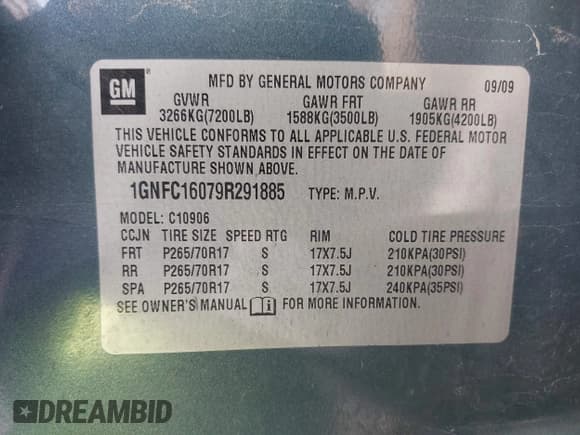 GM
®
MFD BY GENERAL MOTORS COMPANY 09/09
GVWR GAWR FRT GAWR RR
3266KG(7200LB) 1588KG(3500LB) 1905KG(4200LB)
THIS VEHICLE CONFORMS TO ALL APPLICABLE U.S. FEDERAL MOTOR
VEHICLE SAFETY STANDARDS IN EFFECT ON THE DATE OF
MANUFACTURE SHOWN ABOVE.
1GNFC16079R291885 TYPE: M.P.V.
MODEL: C10906
CCJN TIRE SIZE SPEED RTG RIM COLD TIRE PRESSURE
FRT P265/70R17 S 17X7.5J 210KPA(30PSI)
RR P265/70R17 S 17X7.5J 210KPA(30PSI)
SPA P265/70R17 S 17X7.5J 240KPA(35PSI)
SEE OWNER'S MANUAL i FOR MORE INFORMATION.
DREAMBID